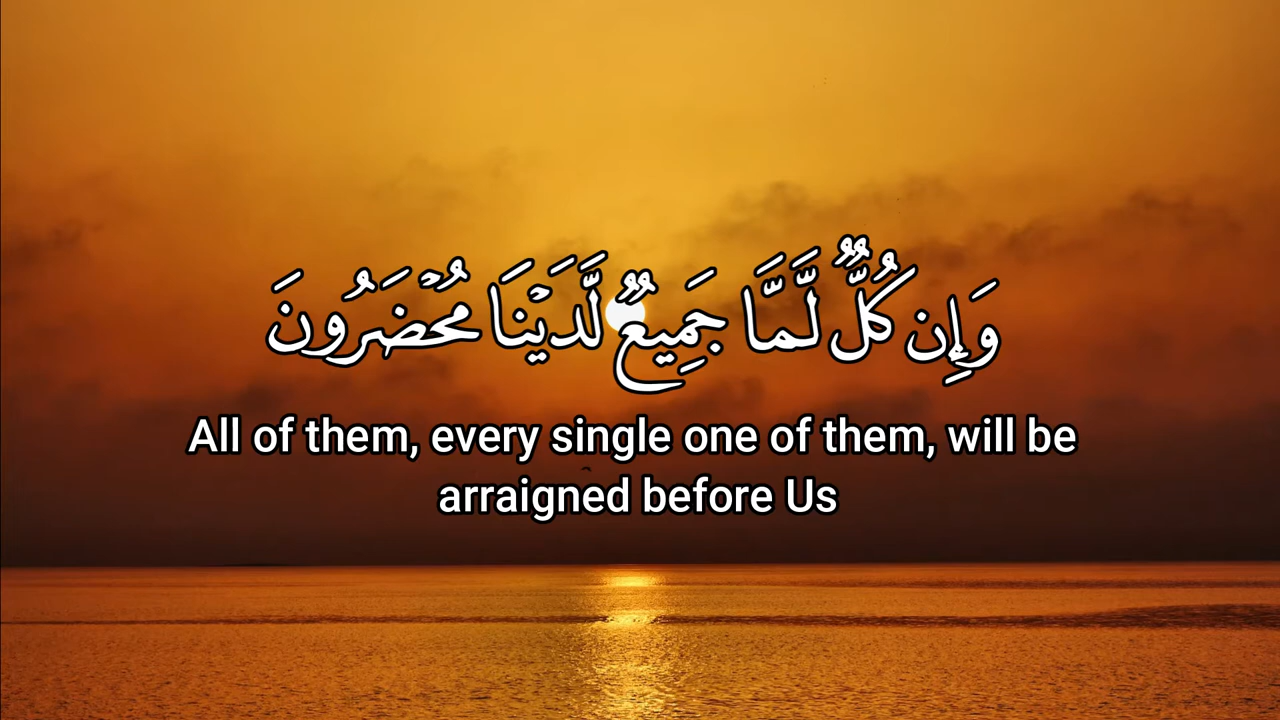 وَإِن كُلٌّ لَّمَّا جَمِيعٌ لَّدَيْنَا مُحْضَرُونَ
All of them, every single one of them, will be
arraigned before Us